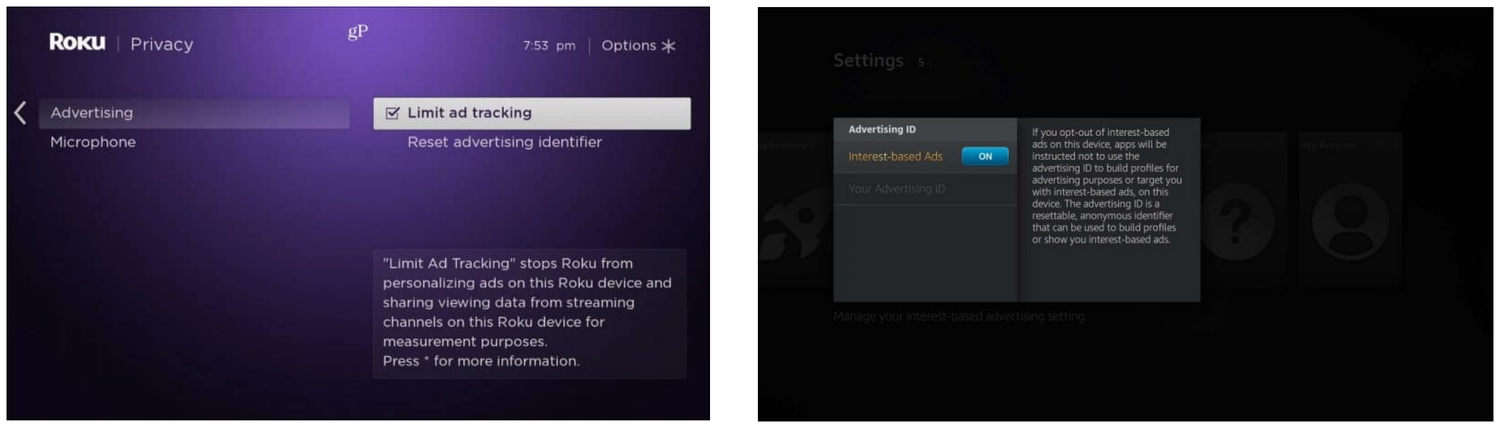 gP
ROKU | Privacy
7:53 pm | Options
Advertising
Microphone
Limit ad tracking
Reset advertising identifier
"Limit Ad Tracking" stops Roku from
personalizing ads on this Roku device and
sharing viewing data from streaming
channels on this Roku device for
measurement purposes.
Press * for more information.
Settings
Advertising ID
Interest-based Ads ON
Your Advertising ID
If you opt-out of interest-based
ads on this device, apps will be
instructed not to use the
advertising ID to build profiles for
advertising purposes or target you
with interest-based ads, on this
device. The advertising ID is a
resettable, anonymous identifier
that can be used to build profiles
or show you interest-based ads.
My Account
Manage your interest-based advertising setting.